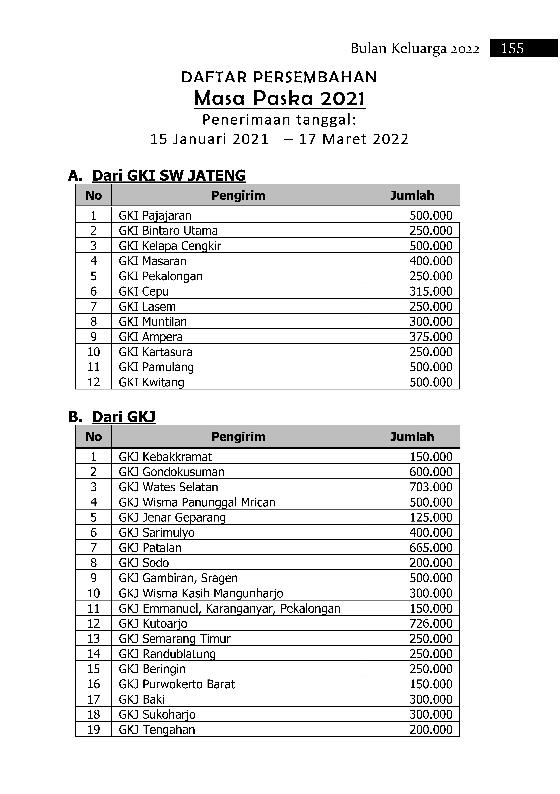 Bulan Keluarga 2022 155
DAFTAR PERSEMBAHAN
Masa Paska 2021
Penerimaan tanggal:
15 Januari 2021 – 17 Maret 2022
A. Dari GKI SW JATENG
No Pengirim Jumlah
1 GKI Pajajaran 500.000
2 GKI Bintaro Utama 250.000
3 GKI Kelapa Cengkir 500.000
4 GKI Masaran 400.000
5 GKI Pekalongan 250.000
6 GKI Cepu 315.000
7 GKI Lasem 250.000
8 GKI Muntilan 300.000
9 GKI Ampera 375.000
10 GKI Kartasura 250.000
11 GKI Pamulang 500.000
12 GKI Kwitang 500.000
B. Dari GKJ
No Pengirim Jumlah
1 GKJ Kebakkramat 150.000
2 GKJ Gondokusuman 600.000
3 GKJ Wates Selatan 703.000
4 GKJ Wisma Panunggal Mrican 500.000
5 GKJ Jenar Geparang 125.000
6 GKJ Sarimulyo 400.000
7 GKJ Patalan 665.000
8 GKJ Sodo 200.000
9 GKJ Gambiran, Sragen 500.000
10 GKJ Wisma Kasih Mangunharjo 300.000
11 GKJ Emmanuel, Karanganyar, Pekalongan 150.000
12 GKJ Kutoarjo 726.000
13 GKJ Semarang Timur 250.000
14 GKJ Randublatung 250.000
15 GKJ Beringin 250.000
16 GKJ Purwokerto Barat 150.000
17 GKJ Baki 300.000
18 GKJ Sukoharjo 300.000
19 GKJ Tengahan 200.000